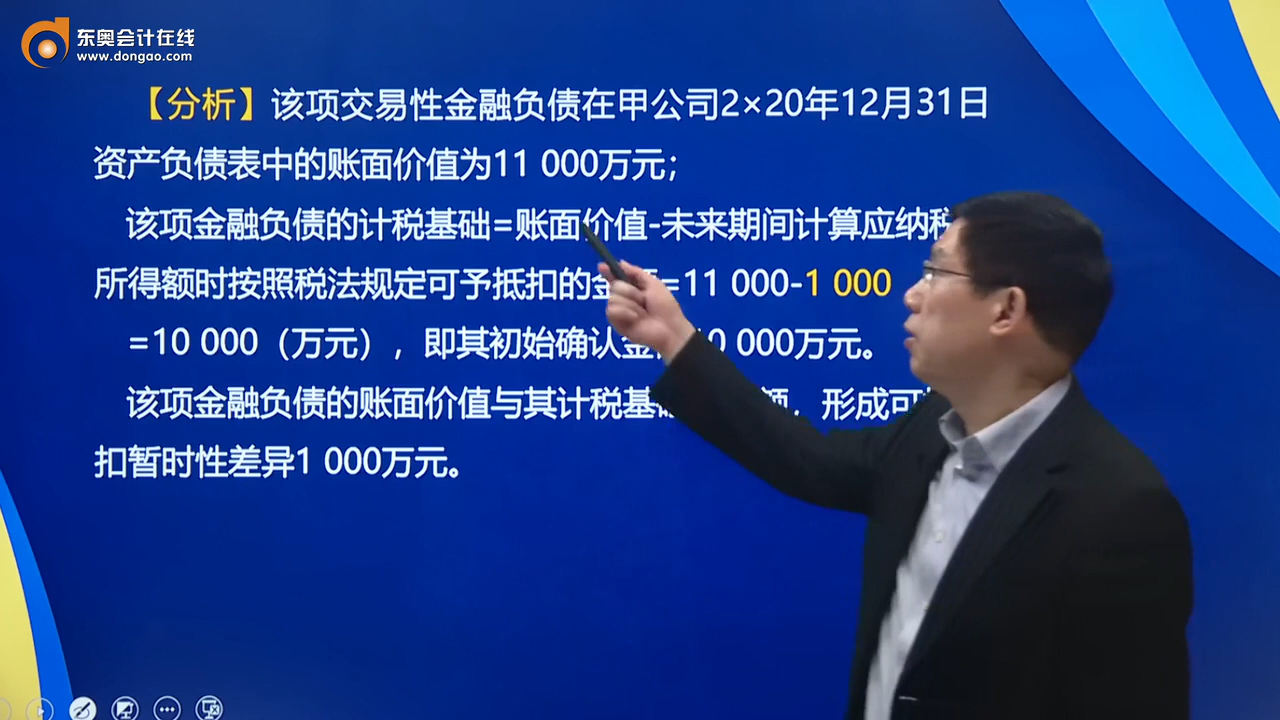 东奥会计在线
www.dongao.com
【分析】该项交易性金融负债在甲公司2×20年12月31日
资产负债表中的账面价值为11 000万元；
该项金融负债的计税基础=账面价值-未来期间计算应纳税
所得额时按照税法规定可予抵扣的金额=11 000-1 000
=10 000（万元），即其初始确认金 10 000万元。
该项金融负债的账面价值与其计税基础 额，形成可
扣暂时性差异1 000万元。